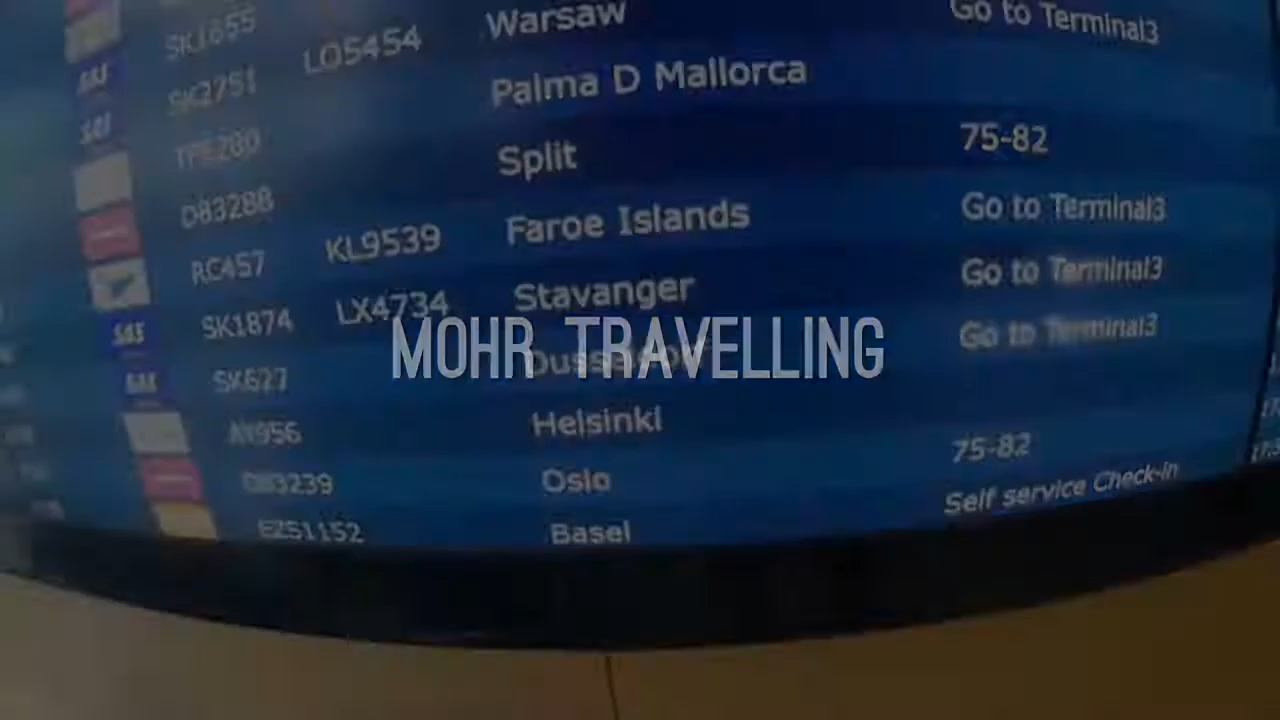 SK1655 LO5454 Warsaw Go to Terminal3
SK2751 Palma D Mallorca
Split 75-82
D83288 Faroe Islands Go to Terminal3
RC457 KL9539 Stavanger Go to Terminal3
SK1874 LX4734 Go to Terminal3
SK627 Helsinki
AY956 Oslo 75-82
Basel Self service Check-in
EZS1152
SAS
SAS
MOHR TRAVELLING